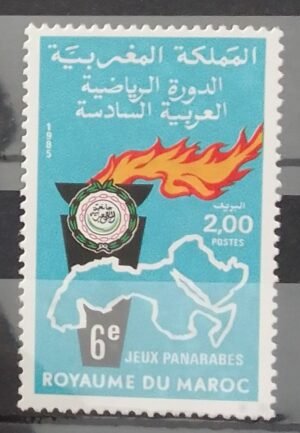 المملكة المغربية
الدورة الرياضية
العربية السادسة
1985
البريد
2,00
POSTES
6e
JEUX PANARABES
ROYAUME DU MAROC